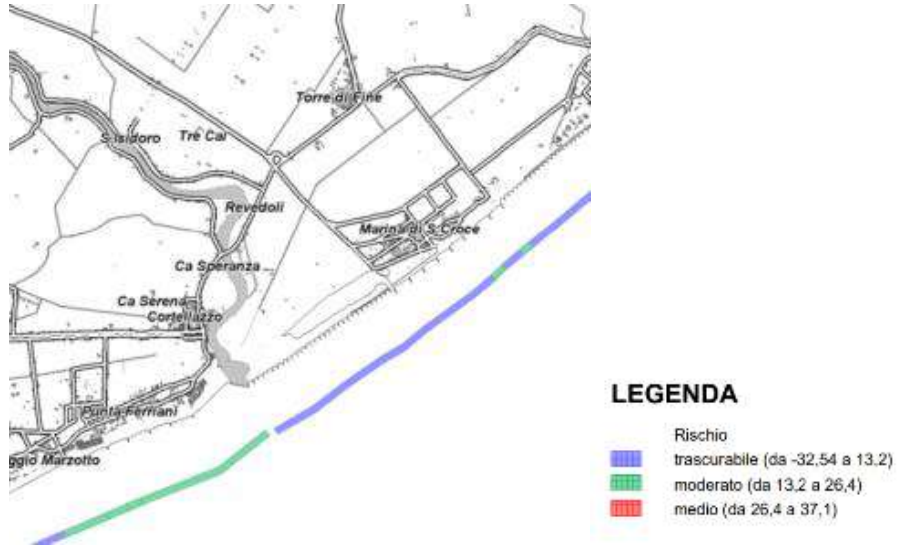 Torre di Fine
S Isidoro
Tre Cai
Revedoli
Marina di S Croce
Ca Speranza
Ca Serena
Cortellazzo
Punta Ferriani
ggio Marzotto
LEGENDA
Rischio
trascurabile (da -32,54 a 13,2)
moderato (da 13,2 a 26,4)
medio (da 26,4 a 37,1)